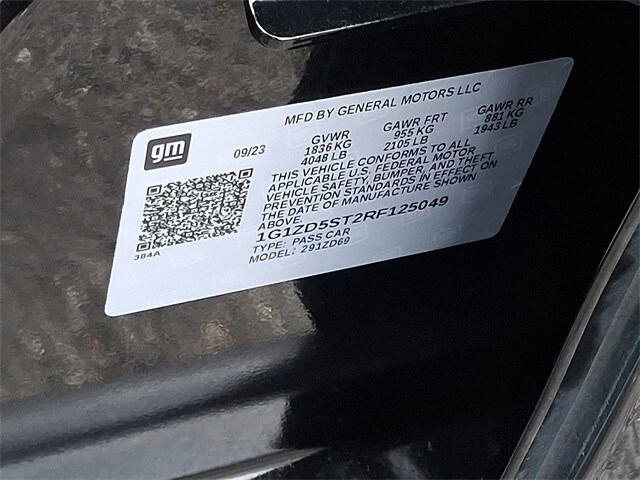 MFD BY GENERAL MOTORS LLC
gm
09/23
GVWR GAWR FRT GAWR RR
1836 KG 955 KG 881 KG
4048 LB 2105 LB 1943 LB
THIS VEHICLE CONFORMS TO ALL
APPLICABLE U.S. FEDERAL MOTOR
VEHICLE SAFETY, BUMPER, AND THEFT
PREVENTION STANDARDS IN EFFECT ON
THE DATE OF MANUFACTURE SHOWN
ABOVE.
1G1ZD5ST2RF125049
TYPE: PASS CAR
MODEL: 291ZD69
384A